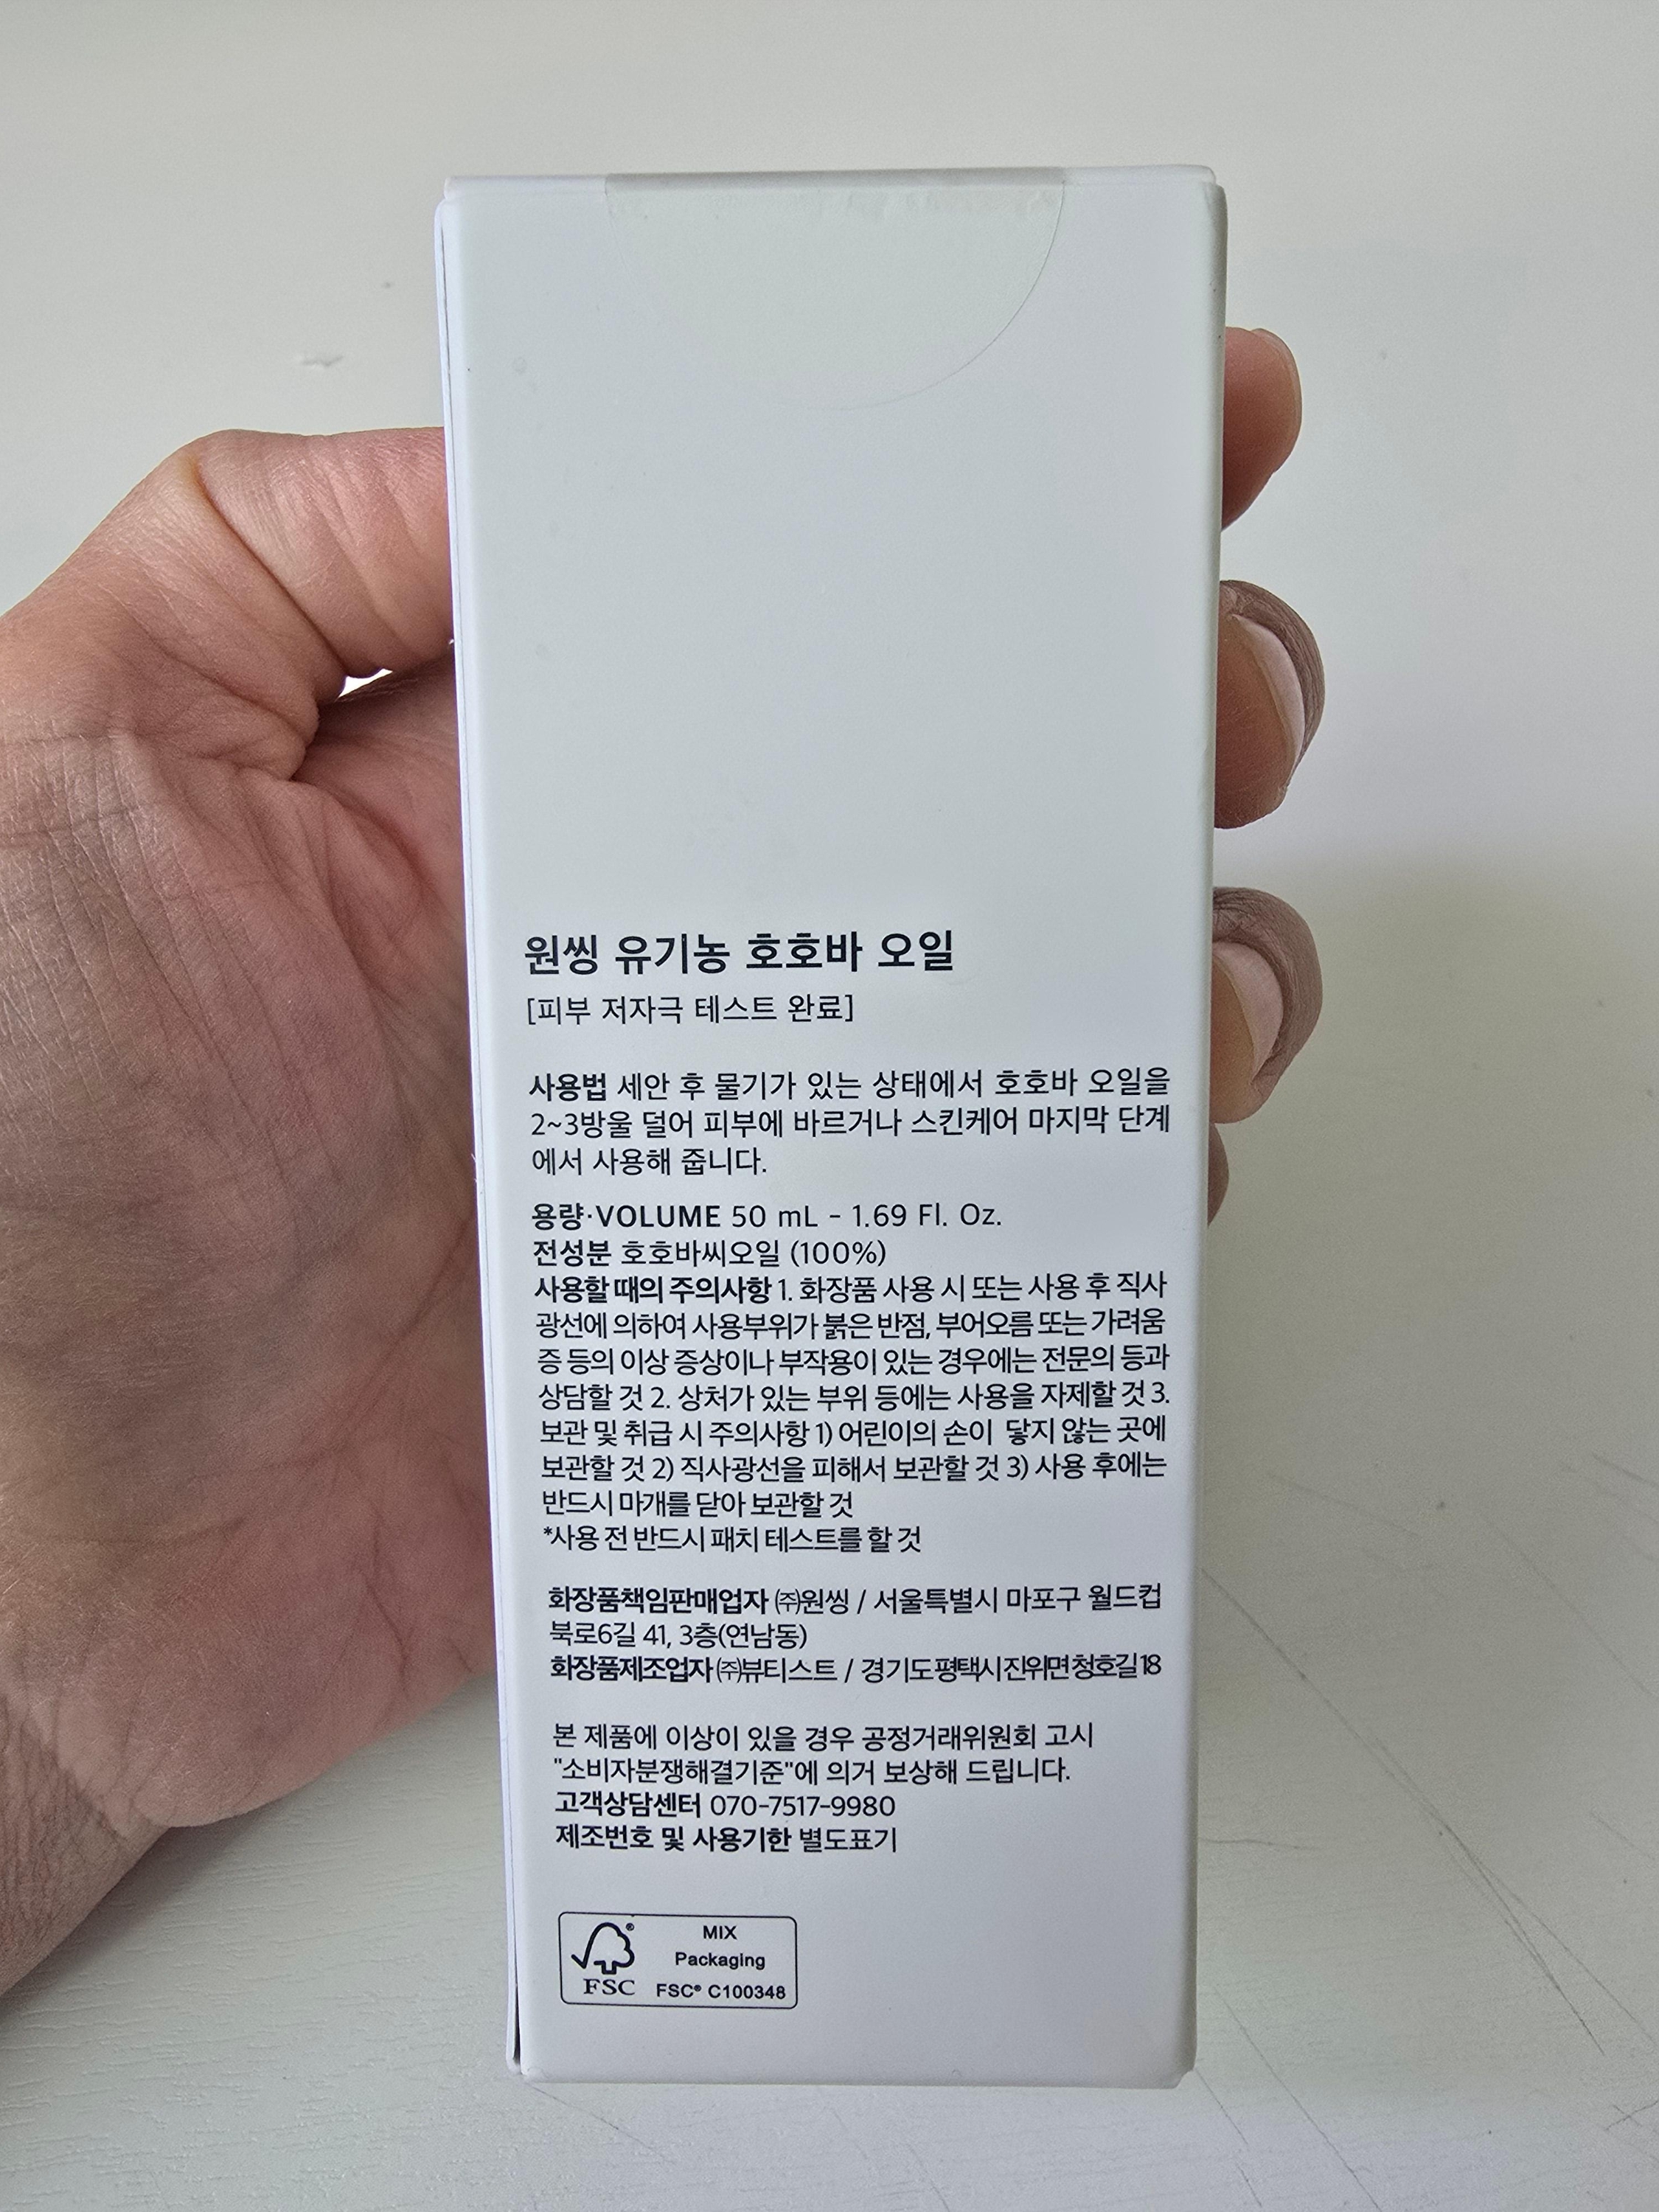 원씽 유기농 호호바 오일
[피부 저자극 테스트 완료]
사용법 세안 후 물기가 있는 상태에서 호호바 오일을
2~3방울 덜어 피부에 바르거나 스킨케어 마지막 단계
에서 사용해 줍니다.
용량·VOLUME 50 mL - 1.69 Fl. Oz.
전성분 호호바씨오일 (100%)
사용할 때의 주의사항 1. 화장품 사용 시 또는 사용 후 직사
광선에 의하여 사용부위가 붉은 반점, 부어오름 또는 가려움
증 등의 이상 증상이나 부작용이 있는 경우에는 전문의 등과
상담할 것 2. 상처가 있는 부위 등에는 사용을 자제할 것 3.
보관 및 취급 시 주의사항 1) 어린이의 손이 닿지 않는 곳에
보관할 것 2) 직사광선을 피해서 보관할 것 3) 사용 후에는
반드시 마개를 닫아 보관할 것
*사용 전 반드시 패치 테스트를 할 것
화장품책임판매업자 ㈜원씽 / 서울특별시 마포구 월드컵
북로6길 41, 3층(연남동)
화장품제조업자 ㈜뷰티스트 / 경기도 평택시 진위면 청호길 18
본 제품에 이상이 있을 경우 공정거래위원회 고시
"소비자분쟁해결기준"에 의거 보상해 드립니다.
고객상담센터 070-7517-9980
제조번호 및 사용기한 별도표기
MIX
Packaging
FSC® C100348
FSC